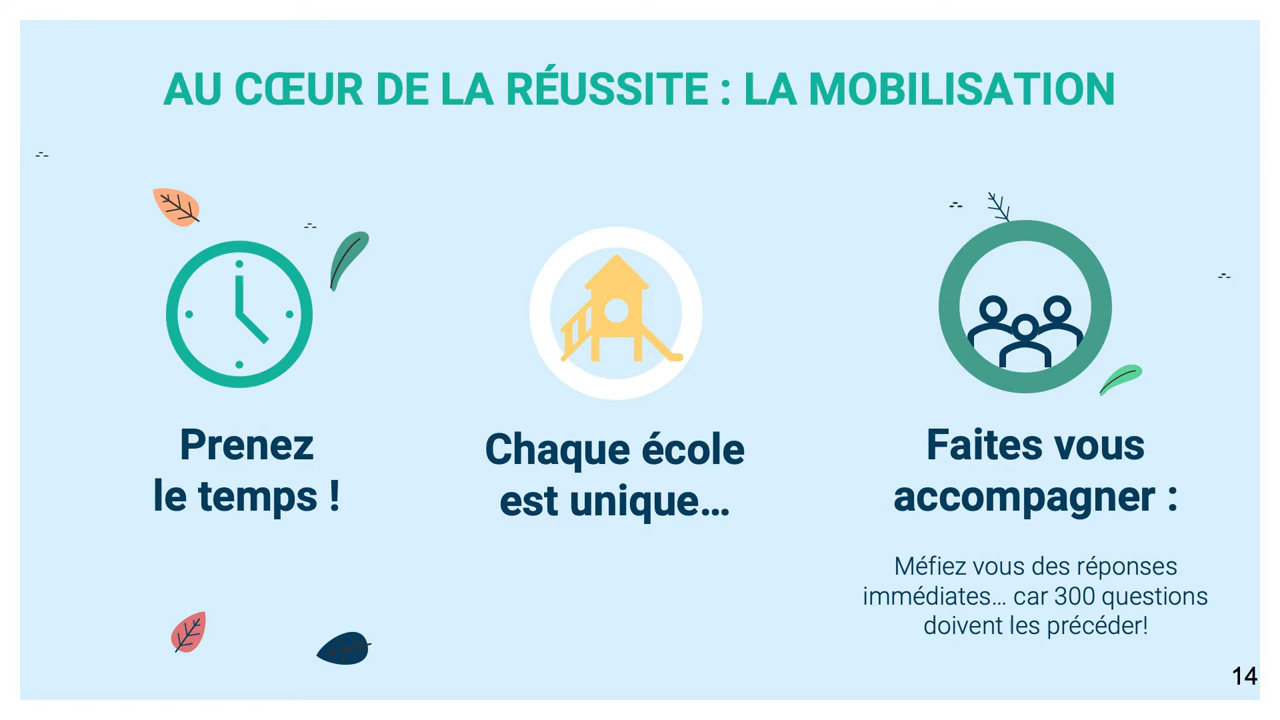 AU CŒUR DE LA RÉUSSITE : LA MOBILISATION
Prenez
le temps !
Chaque école
est unique…
Faites vous
accompagner :
Méfiez vous des réponses
immédiates… car 300 questions
doivent les précéder!
14